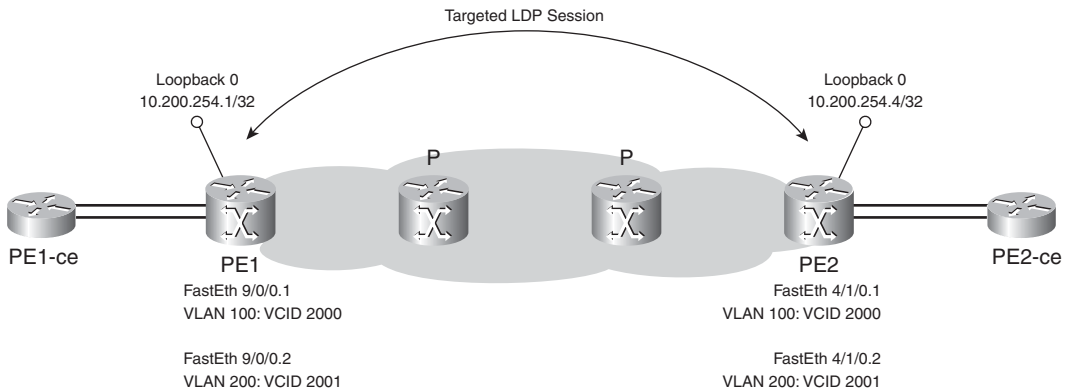 Targeted LDP Session
Loopback 0
10.200.254.1/32
Loopback 0
10.200.254.4/32
P
P
PE1-ce
PE1
PE2
PE2-ce
FastEth 9/0/0.1
VLAN 100: VCID 2000
FastEth 4/1/0.1
VLAN 100: VCID 2000
FastEth 9/0/0.2
VLAN 200: VCID 2001
FastEth 4/1/0.2
VLAN 200: VCID 2001